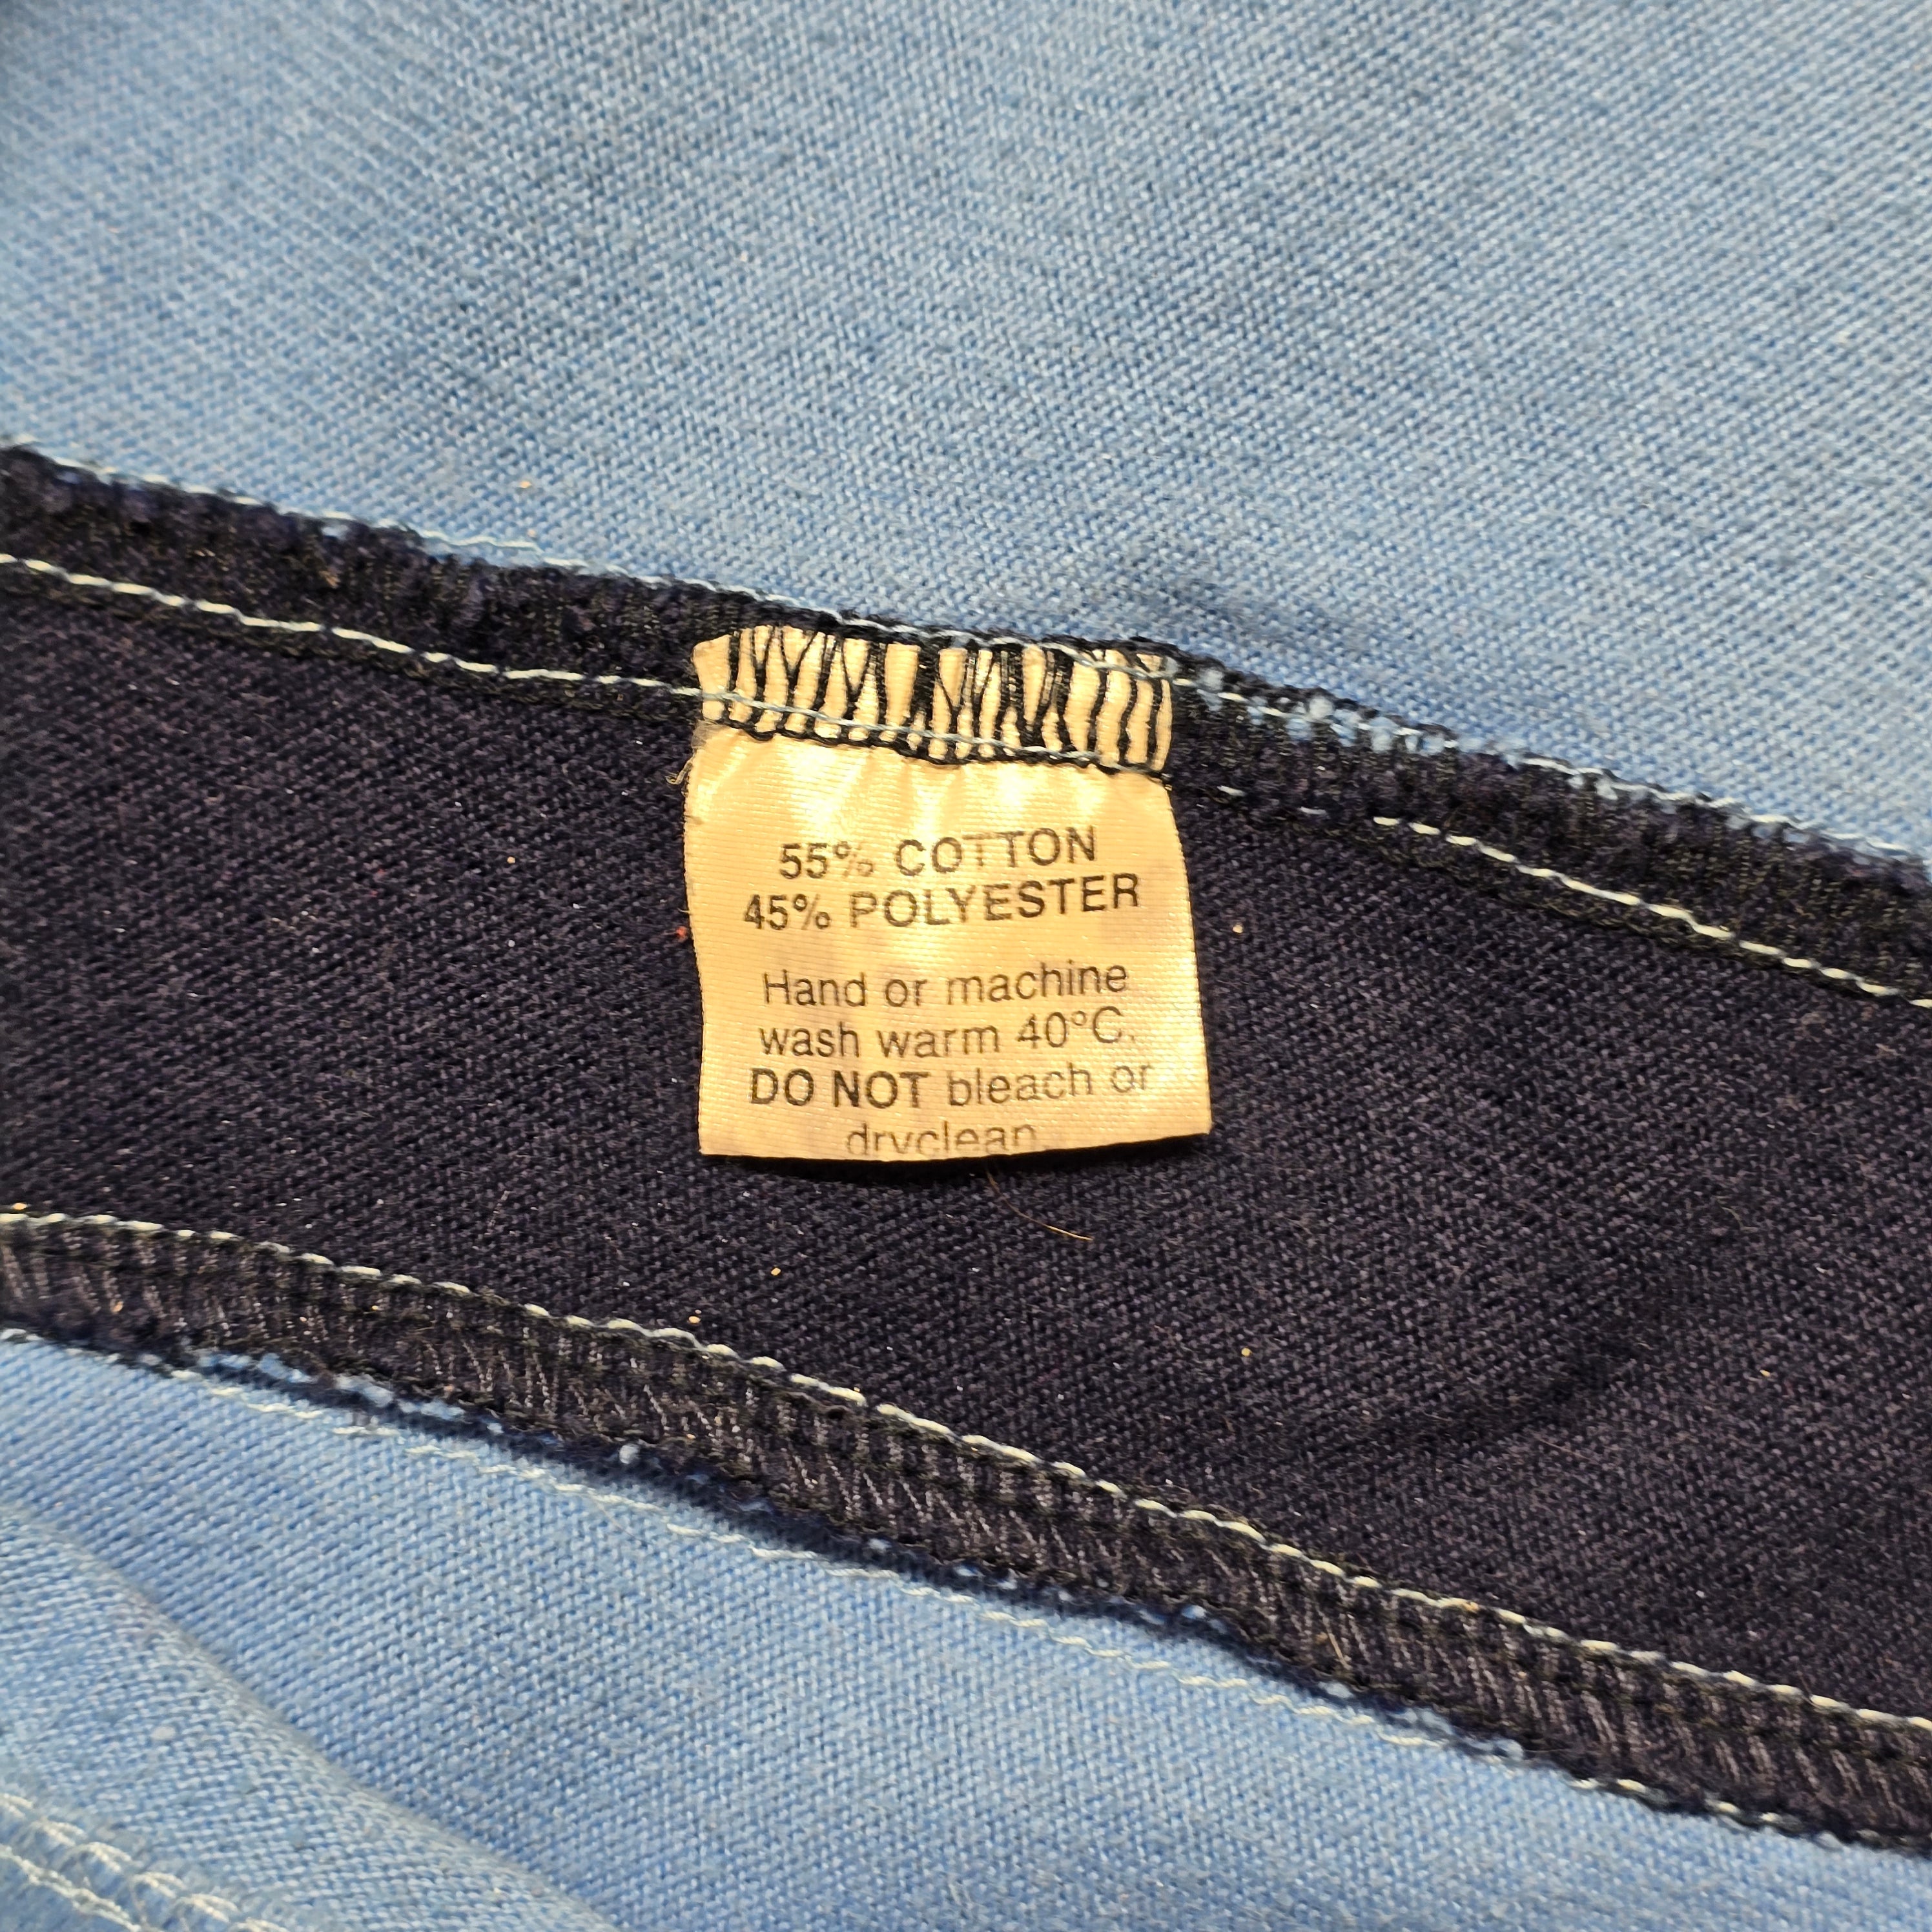 55% COTTON
45% POLYESTER
Hand or machine
wash warm 40°C.
DO NOT bleach or
dryclean.